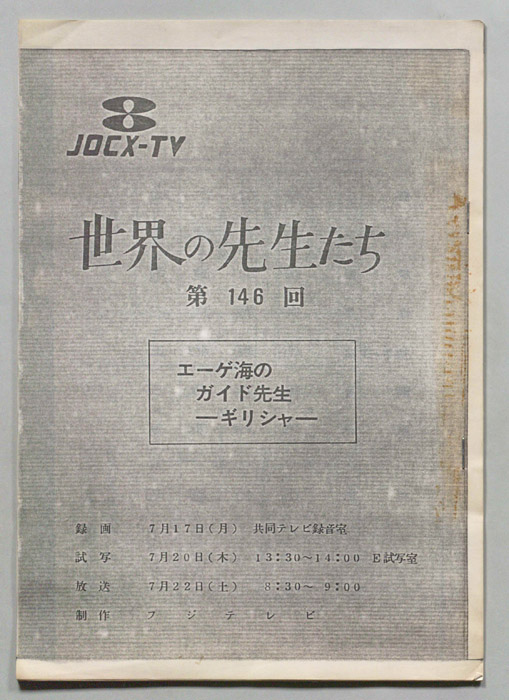 8
JOCX-TV
世界の先生たち
第 146 回
エーゲ海の
ガイド先生
―ギリシャ―
録画 7月17日(月) 共同テレビ録音室
試写 7月20日(木) 13:30～14:00 E試写室
放送 7月22日(土) 8:30～ 9:00
制作 フジテレビ